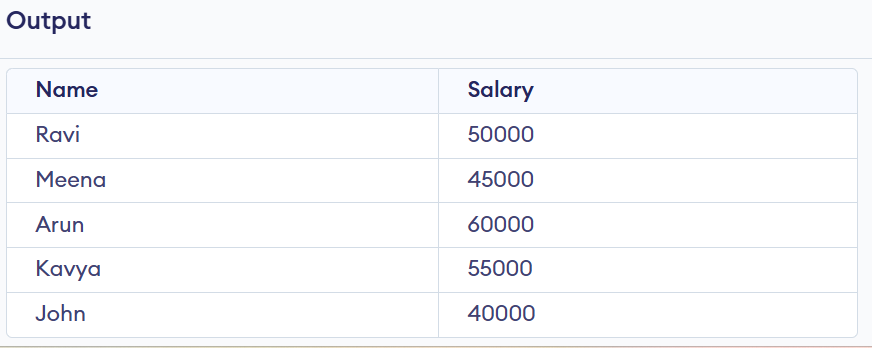 Output
Name Salary
Ravi 50000
Meena 45000
Arun 60000
Kavya 55000
John 40000